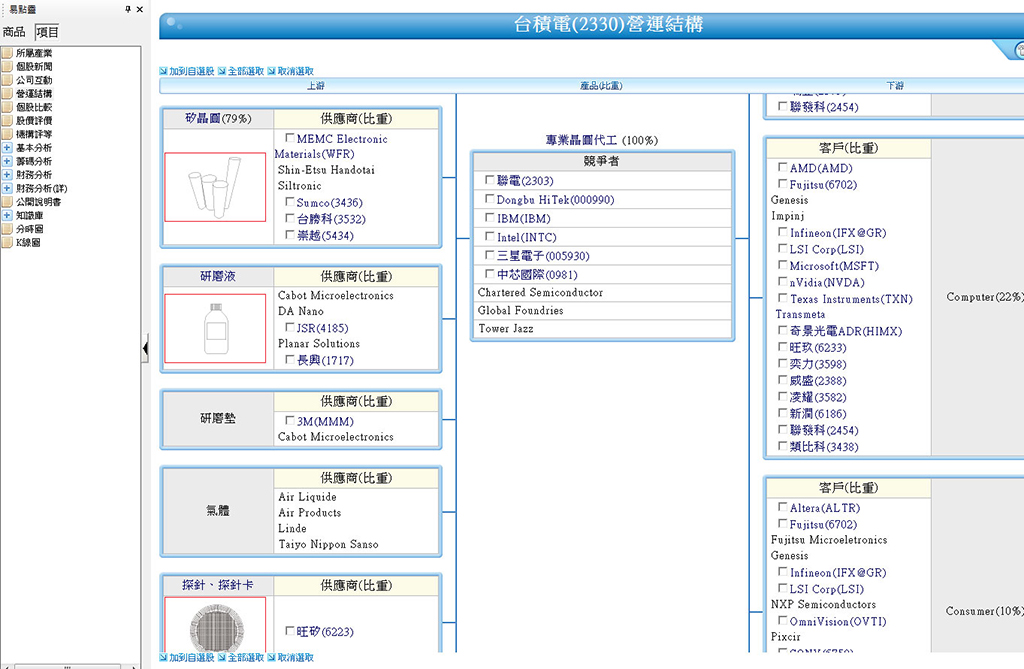 易點靈
商品 項目
所屬產業
個股新聞
公司互動
營運結構
個股比較
股價評價
機構評等
基本分析
籌碼分析
財務分析
財務分析(詳)
公開說明書
知識庫
分時圖
K線圖
台積電(2330)營運結構
加到自選股 全部選取 取消選取
上游 產品(比重) 下游
矽晶圓(79%) 供應商(比重)
MEMC Electronic
Materials(WFR)
Shin-Etsu Handotai
Siltronic
Sumco(3436)
台勝科(3532)
崇越(5434)
研磨液 供應商(比重)
Cabot Microelectronics
DA Nano
JSR(4185)
Planar Solutions
長興(1717)
研磨墊 供應商(比重)
3M(MMM)
Cabot Microelectronics
氣體 供應商(比重)
Air Liquide
Air Products
Linde
Taiyo Nippon Sanso
探針、探針卡 供應商(比重)
旺矽(6223)
加到自選股 全部選取 取消選取
專業晶圓代工 (100%)
競爭者
聯電(2303)
Dongbu HiTek(000990)
IBM(IBM)
Intel(INTC)
三星電子(005930)
中芯國際(0981)
Chartered Semiconductor
Global Foundries
Tower Jazz
聯發科(2454)
客戶(比重)
AMD(AMD)
Fujitsu(6702)
Genesis
Impinj
Infineon(IFX@GR)
LSI Corp(LSI)
Microsoft(MSFT)
nVidia(NVDA)
Texas Instruments(TXN)
Transmeta
奇景光電ADR(HIMX)
旺玖(6233)
奕力(3598)
威盛(2388)
凌耀(3582)
新潤(6186)
聯發科(2454)
類比科(3438)
Computer(22%)
客戶(比重)
Altera(ALTR)
Fujitsu(6702)
Fujitsu Microeletronics
Genesis
Infineon(IFX@GR)
LSI Corp(LSI)
NXP Semiconductors
OmniVision(OVTI)
Pixcir
Consumer(10%)